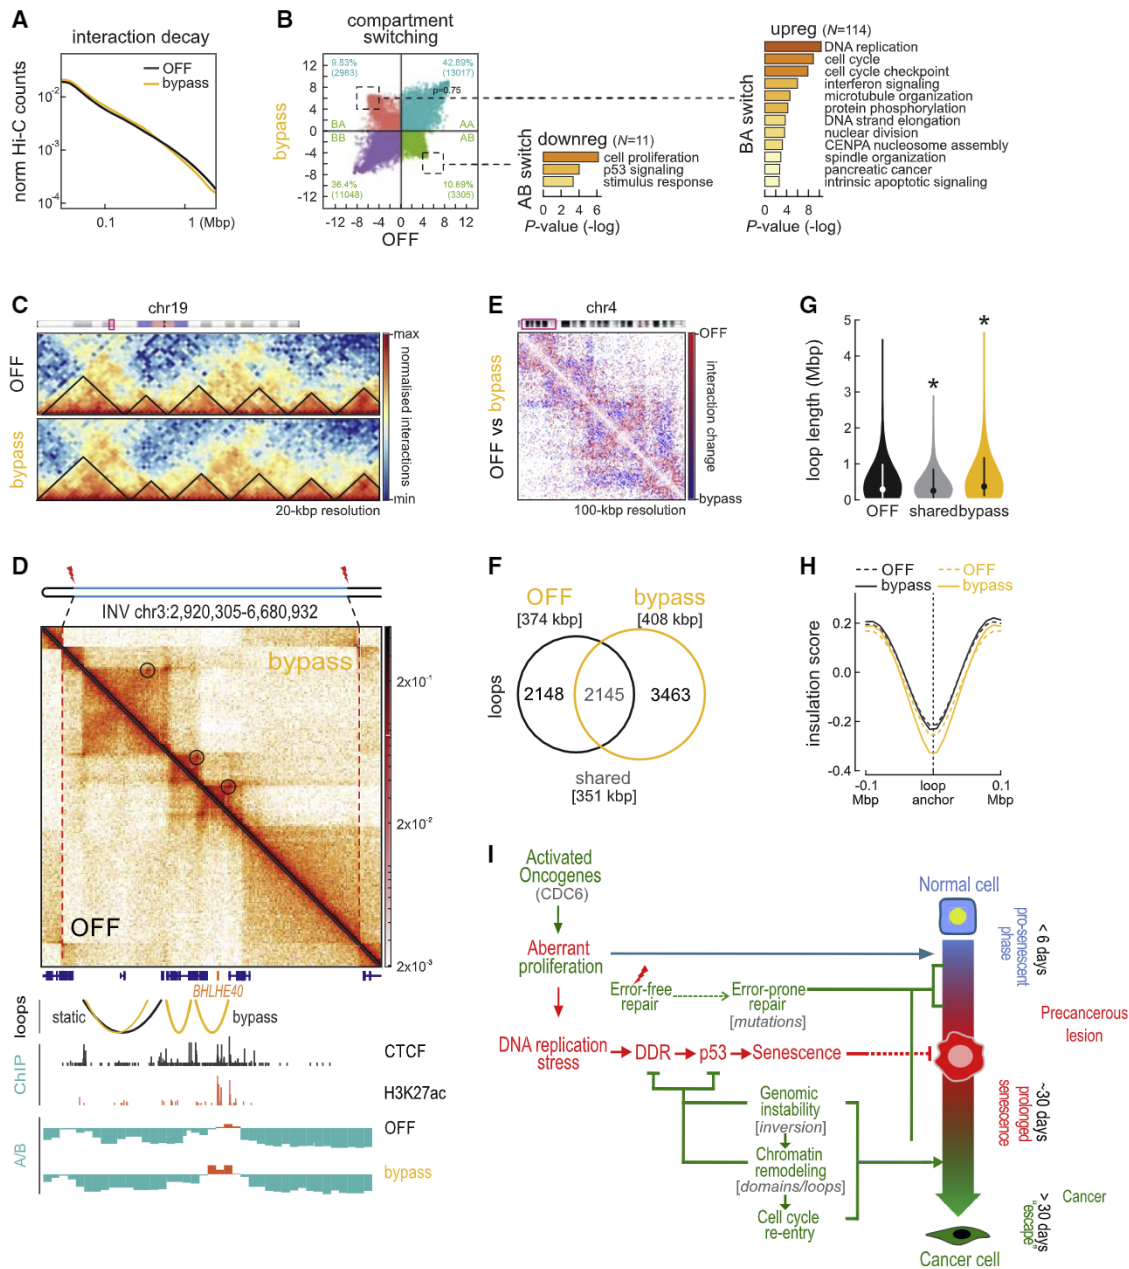 A
interaction decay
norm Hi-C counts
10-2
10-4
OFF
bypass
0.1
1 (Mbp)
B
compartment
switching
bypass
12
8
4
0
-4
-8
-12
9.83%
(2983)
42.89%
(13017)
p=0.75
BA
AA
BB
AB
36.4%
(11048)
10.89%
(3305)
-12 -8 -4 0 4 8 12
OFF
downreg (N=11)
AB switch
cell proliferation
p53 signaling
stimulus response
0 2 4 6
P-value (-log)
upreg (N=114)
BA switch
DNA replication
cell cycle
cell cycle checkpoint
interferon signaling
microtubule organization
protein phosphorylation
DNA strand elongation
nuclear division
CENPA nucleosome assembly
spindle organization
pancreatic cancer
intrinsic apoptotic signaling
0 4 8
P-value (-log)
C
chr19
OFF
bypass
max
normalised interactions
min
20-kbp resolution
E
chr4
OFF vs bypass
OFF
interaction change
bypass
100-kbp resolution
G
loop length (Mbp)
5
4
3
2
1
0
*
*
OFF
shared
bypass
D
INV chr3:2,920,305-6,680,932
bypass
OFF
2x10-1
2x10-2
2x10-3
BHLHE40
loops
static
bypass
ChIP
CTCF
H3K27ac
A/B
OFF
bypass
F
OFF
[374 kbp]
bypass
[408 kbp]
loops
2148
2145
3463
shared
[351 kbp]
H
OFF
bypass
OFF
bypass
insulation score
0.2
0.0
-0.2
-0.4
-0.1
Mbp
loop
anchor
0.1
Mbp
I
Activated
Oncogenes
(CDC6)
Aberrant
proliferation
Error-free
repair
Error-prone
repair
[mutations]
DNA replication
stress
DDR
p53
Senescence
Genomic
instability
[inversion]
Chromatin
remodeling
[domains/loops]
Cell cycle
re-entry
Normal cell
pro-senescent
phase
< 6 days
Precancerous
lesion
~30 days
prolonged
senescence
> 30 days
"escape"
Cancer
Cancer cell